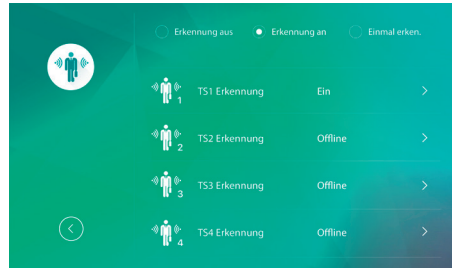 Erkennung aus Erkennung an Einmal erken.
1 TS1 Erkennung Ein
2 TS2 Erkennung Offline
3 TS3 Erkennung Offline
4 TS4 Erkennung Offline